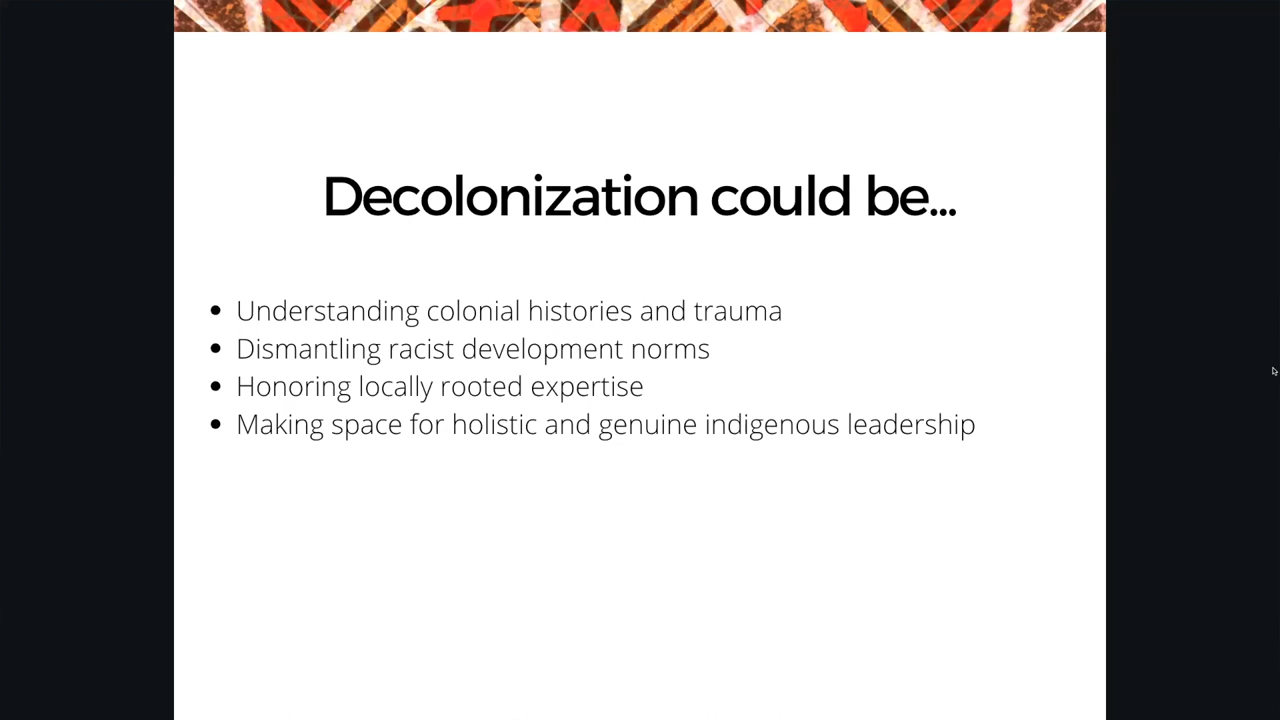 Decolonization could be...
• Understanding colonial histories and trauma
• Dismantling racist development norms
• Honoring locally rooted expertise
• Making space for holistic and genuine indigenous leadership